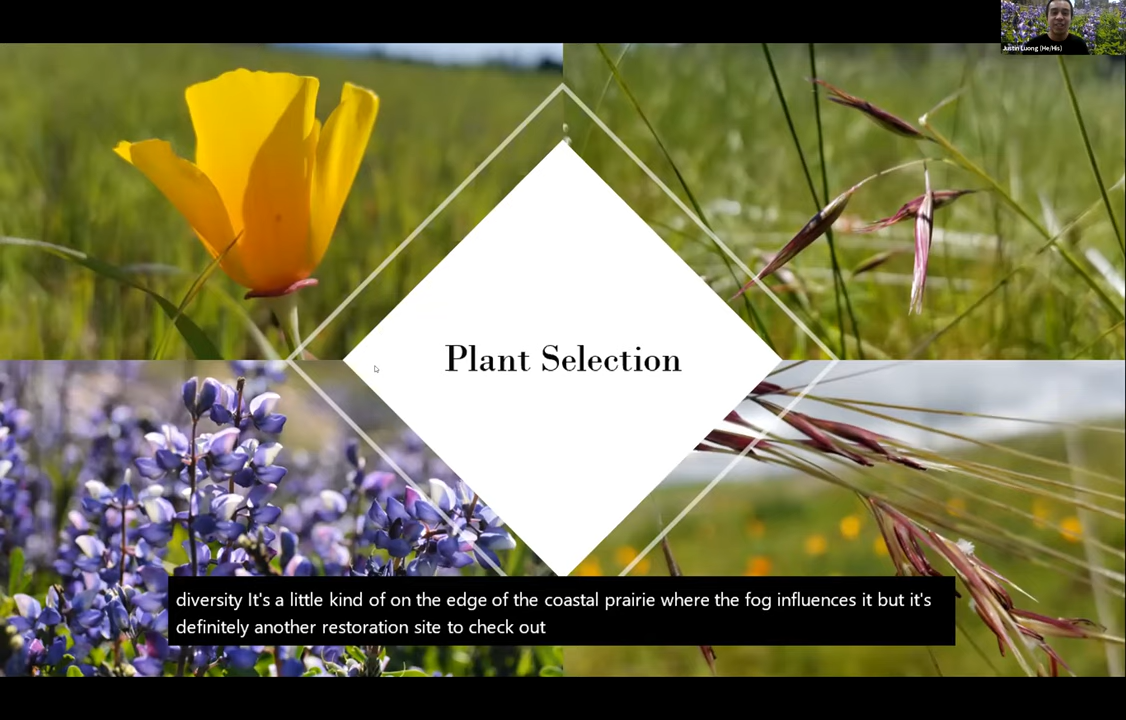 Justin Luong (He/His)
Plant Selection
diversity It's a little kind of on the edge of the coastal prairie where the fog influences it but it's
definitely another restoration site to check out